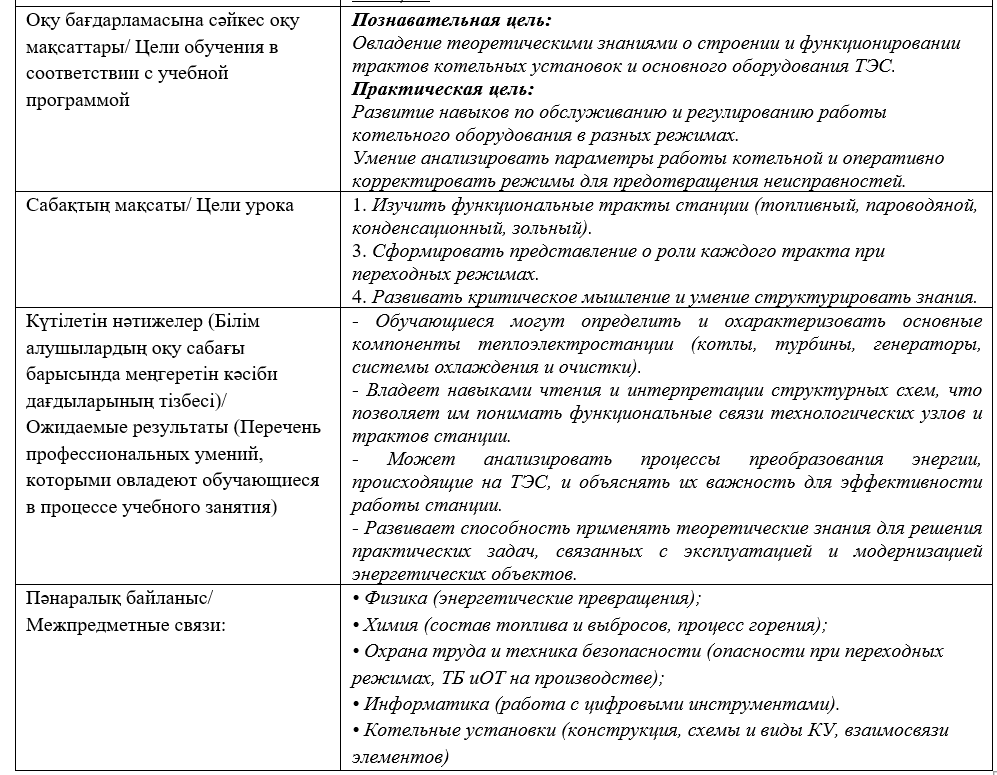 Оқу бағдарламасына сәйкес оқу
мақсаттары/ Цели обучения в
соответствии с учебной
программой
Познавательная цель:
Овладение теоретическими знаниями о строении и функционировании
трактов котельных установок и основного оборудования ТЭС.
Практическая цель:
Развитие навыков по обслуживанию и регулированию работы
котельного оборудования в разных режимах.
Умение анализировать параметры работы котельной и оперативно
корректировать режимы для предотвращения неисправностей.
Сабақтың мақсаты/ Цели урока
1. Изучить функциональные тракты станции (топливный, пароводяной,
конденсационный, зольный).
3. Сформировать представление о роли каждого тракта при
переходных режимах.
4. Развивать критическое мышление и умение структурировать знания.
Күтілетін нәтижелер (Білім
алушылардың оқу сабағы
барысында меңгеретін кәсіби
дағдыларының тізбесі)/
Ожидаемые результаты (Перечень
профессиональных умений,
которыми овладеют обучающиеся
в процессе учебного занятия)
- Обучающиеся могут определить и охарактеризовать основные
компоненты теплоэлектростанции (котлы, турбины, генераторы,
системы охлаждения и очистки).
- Владеет навыками чтения и интерпретации структурных схем, что
позволяет им понимать функциональные связи технологических узлов и
трактов станции.
- Может анализировать процессы преобразования энергии,
происходящие на ТЭС, и объяснять их важность для эффективности
работы станции.
- Развивает способность применять теоретические знания для решения
практических задач, связанных с эксплуатацией и модернизацией
энергетических объектов.
Пәнаралық байланыс/
Межпредметные связи:
• Физика (энергетические превращения);
• Химия (состав топлива и выбросов, процесс горения);
• Охрана труда и техника безопасности (опасности при переходных
режимах, ТБ иОТ на производстве);
• Информатика (работа с цифровыми инструментами).
• Котельные установки (конструкция, схемы и виды КУ, взаимосвязи
элементов)